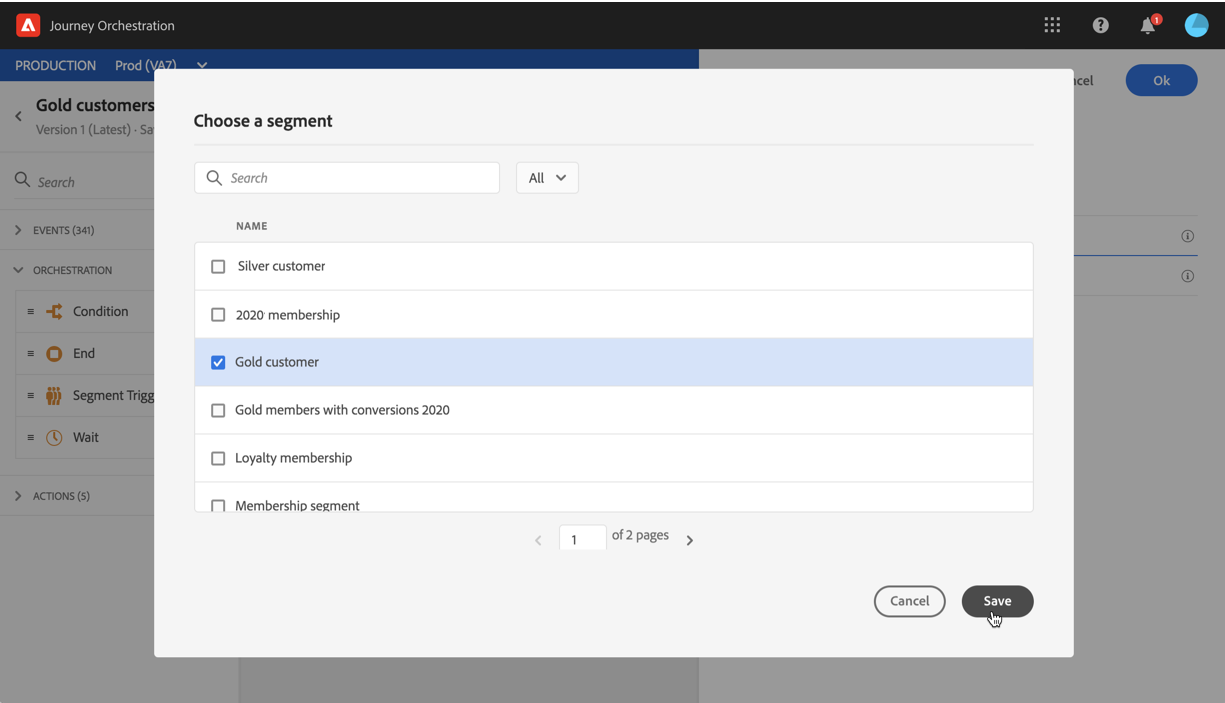 Journey Orchestration
1
PRODUCTION Prod (VA7)
Gold customers
Version 1 (Latest) · Sa
Search
EVENTS (341)
ORCHESTRATION
Condition
End
Segment Trigg
Wait
ACTIONS (5)
ncel
Ok
Choose a segment
Search
All
NAME
Silver customer
2020 membership
Gold customer
Gold members with conversions 2020
Loyalty membership
Membership segment
1 of 2 pages
Cancel
Save